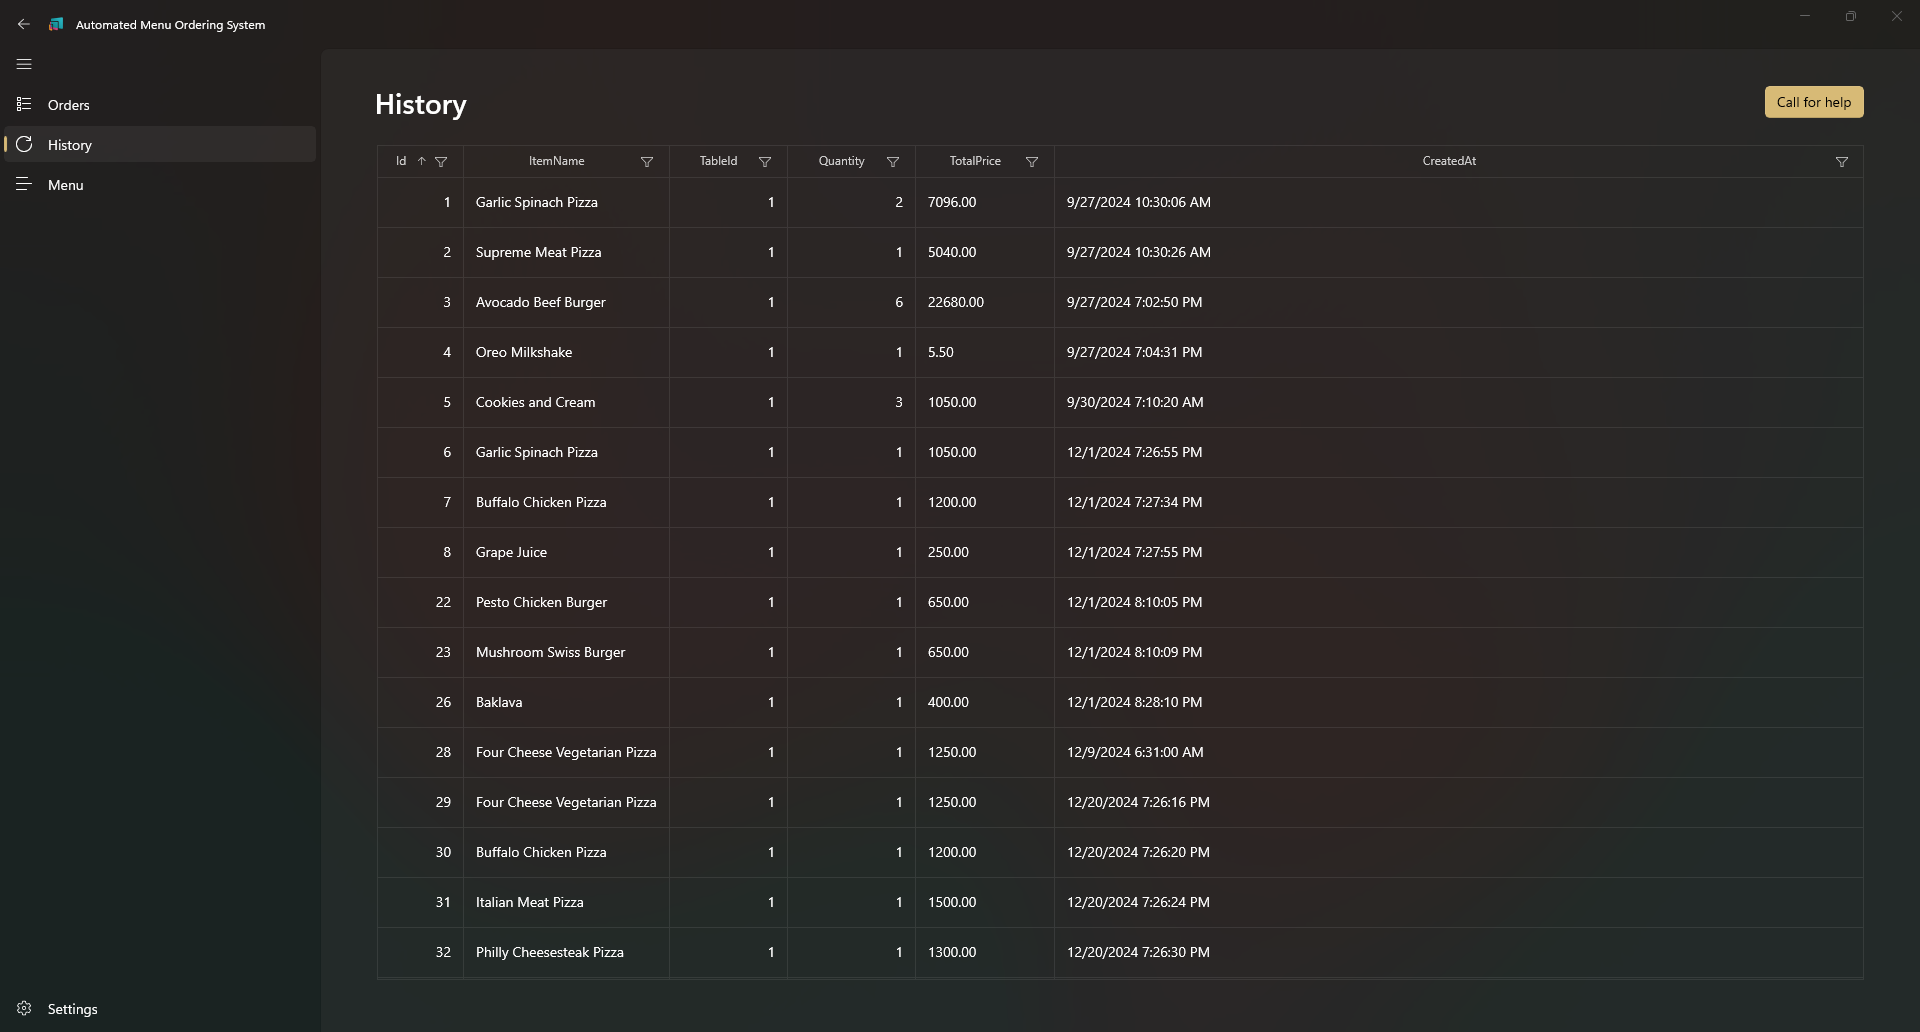 Automated Menu Ordering System
Orders
History
Menu
Settings
History
Call for help
Id ItemName TableId Quantity TotalPrice CreatedAt
1 Garlic Spinach Pizza 1 2 7096.00 9/27/2024 10:30:06 AM
2 Supreme Meat Pizza 1 1 5040.00 9/27/2024 10:30:26 AM
3 Avocado Beef Burger 1 6 22680.00 9/27/2024 7:02:50 PM
4 Oreo Milkshake 1 1 5.50 9/27/2024 7:04:31 PM
5 Cookies and Cream 1 3 1050.00 9/30/2024 7:10:20 AM
6 Garlic Spinach Pizza 1 1 1050.00 12/1/2024 7:26:55 PM
7 Buffalo Chicken Pizza 1 1 1200.00 12/1/2024 7:27:34 PM
8 Grape Juice 1 1 250.00 12/1/2024 7:27:55 PM
22 Pesto Chicken Burger 1 1 650.00 12/1/2024 8:10:05 PM
23 Mushroom Swiss Burger 1 1 650.00 12/1/2024 8:10:09 PM
26 Baklava 1 1 400.00 12/1/2024 8:28:10 PM
28 Four Cheese Vegetarian Pizza 1 1 1250.00 12/9/2024 6:31:00 AM
29 Four Cheese Vegetarian Pizza 1 1 1250.00 12/20/2024 7:26:16 PM
30 Buffalo Chicken Pizza 1 1 1200.00 12/20/2024 7:26:20 PM
31 Italian Meat Pizza 1 1 1500.00 12/20/2024 7:26:24 PM
32 Philly Cheesesteak Pizza 1 1 1300.00 12/20/2024 7:26:30 PM